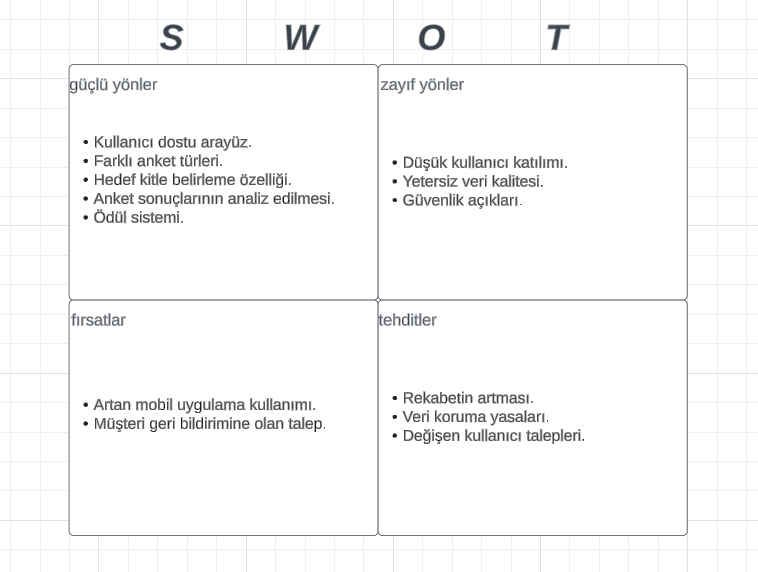 S W O T
güçlü yönler
• Kullanıcı dostu arayüz.
• Farklı anket türleri.
• Hedef kitle belirleme özelliği.
• Anket sonuçlarının analiz edilmesi.
• Ödül sistemi.
zayıf yönler
• Düşük kullanıcı katılımı.
• Yetersiz veri kalitesi.
• Güvenlik açıkları.
fırsatlar
• Artan mobil uygulama kullanımı.
• Müşteri geri bildirimine olan talep.
tehditler
• Rekabetin artması.
• Veri koruma yasaları.
• Değişen kullanıcı talepleri.